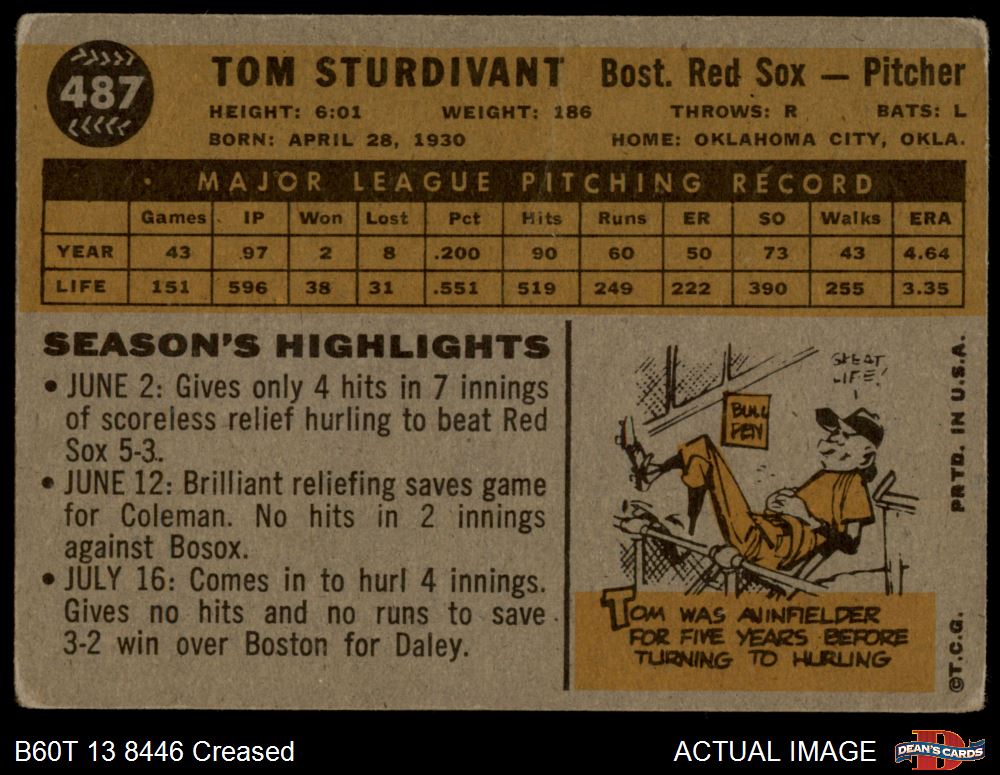 487
TOM STURDIVANT Bost. Red Sox — Pitcher
HEIGHT: 6:01 WEIGHT: 186 THROWS: R BATS: L
BORN: APRIL 28, 1930 HOME: OKLAHOMA CITY, OKLA.
MAJOR LEAGUE PITCHING RECORD
Games IP Won Lost Pct Hits Runs ER SO Walks ERA
YEAR 43 97 2 8 .200 90 60 50 73 43 4.64
LIFE 151 596 38 31 .551 519 249 222 390 255 3.35
SEASON'S HIGHLIGHTS
• JUNE 2: Gives only 4 hits in 7 innings
of scoreless relief hurling to beat Red
Sox 5-3.
• JUNE 12: Brilliant reliefing saves game
for Coleman. No hits in 2 innings
against Bosox.
• JULY 16: Comes in to hurl 4 innings.
Gives no hits and no runs to save
3-2 win over Boston for Daley.
GREAT
LIFE!
BULL
PEN
TOM WAS AN INFIELDER
FOR FIVE YEARS BEFORE
TURNING TO HURLING
©T.C.G. PRTD. IN U.S.A.
B60T 13 8446 Creased
ACTUAL IMAGE
D
DEAN'S CARDS